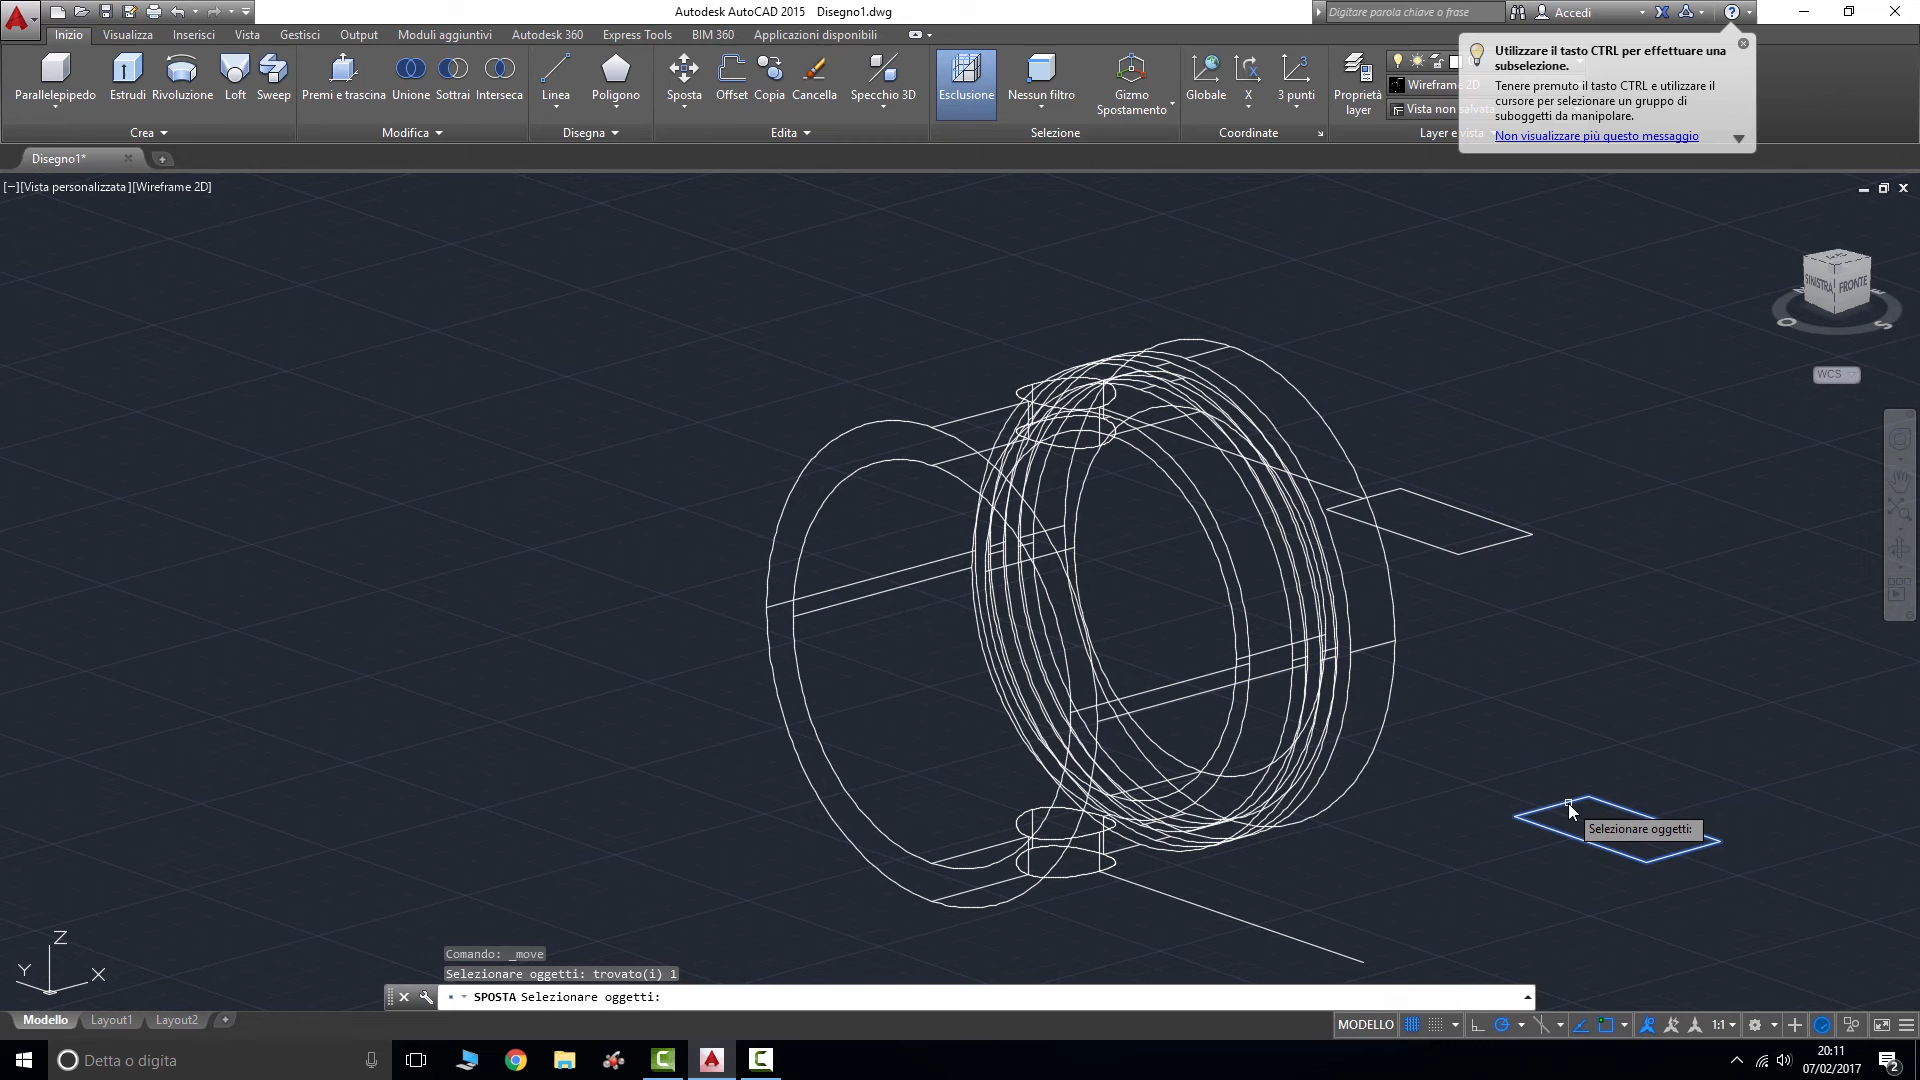 Autodesk AutoCAD 2015 Disegno1.dwg
Digitare parola chiave o frase
Accedi
Inizio Visualizza Inserisci Vista Gestisci Output Moduli aggiuntivi Autodesk 360 Express Tools BIM 360 Applicazioni disponibili
Utilizzare il tasto CTRL per effettuare una
subselezione.
Tenere premuto il tasto CTRL e utilizzare il
cursore per selezionare un gruppo di
suboggetti da manipolare.
Non visualizzare più questo messaggio
Parallelepipedo Estrudi Rivoluzione Loft Sweep Premi e trascina Unione Sottrai Interseca Linea Poligono Sposta Offset Copia Cancella Specchio 3D Esclusione Nessun filtro Gizmo
Spostamento
Globale X 3 punti Proprietà
layer
Wireframe 2D
Vista non salvata
Crea Modifica Disegna Edita Selezione Coordinate Layer e vista
Disegno1*
[−][Vista personalizzata][Wireframe 2D]
SINISTRA FRONTE
O S
WCS
Selezionare oggetti:
Z
Y X
Comando: _move
Selezionare oggetti: trovato(i) 1
SPOSTA Selezionare oggetti:
Modello Layout1 Layout2
MODELLO 1:1
Detta o digita
20:11
07/02/2017
2